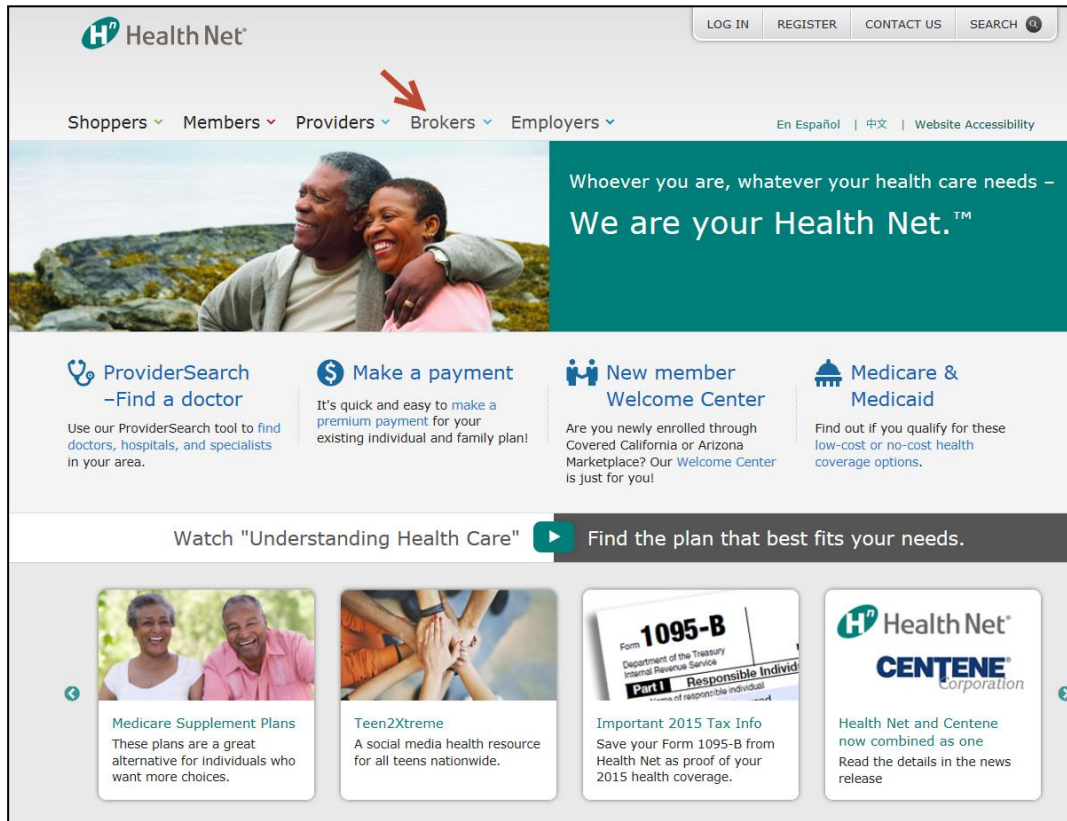 Health Net
LOG IN REGISTER CONTACT US SEARCH
Shoppers Members Providers Brokers Employers
En Español | 中文 | Website Accessibility
Whoever you are, whatever your health care needs –
We are your Health Net.™
ProviderSearch
–Find a doctor
Use our ProviderSearch tool to find
doctors, hospitals, and specialists
in your area.
Make a payment
It's quick and easy to make a
premium payment for your
existing individual and family plan!
New member
Welcome Center
Are you newly enrolled through
Covered California or Arizona
Marketplace? Our Welcome Center
is just for you!
Medicare &
Medicaid
Find out if you qualify for these
low-cost or no-cost health
coverage options.
Watch "Understanding Health Care" Find the plan that best fits your needs.
Medicare Supplement Plans
These plans are a great
alternative for individuals who
want more choices.
Teen2Xtreme
A social media health resource
for all teens nationwide.
Form 1095-B
Department of the Treasury
Internal Revenue Service
Part I Responsible Individ
Name of responsible individual
Important 2015 Tax Info
Save your Form 1095-B from
Health Net as proof of your
2015 health coverage.
Health Net
CENTENE
Corporation
Health Net and Centene
now combined as one
Read the details in the news
release